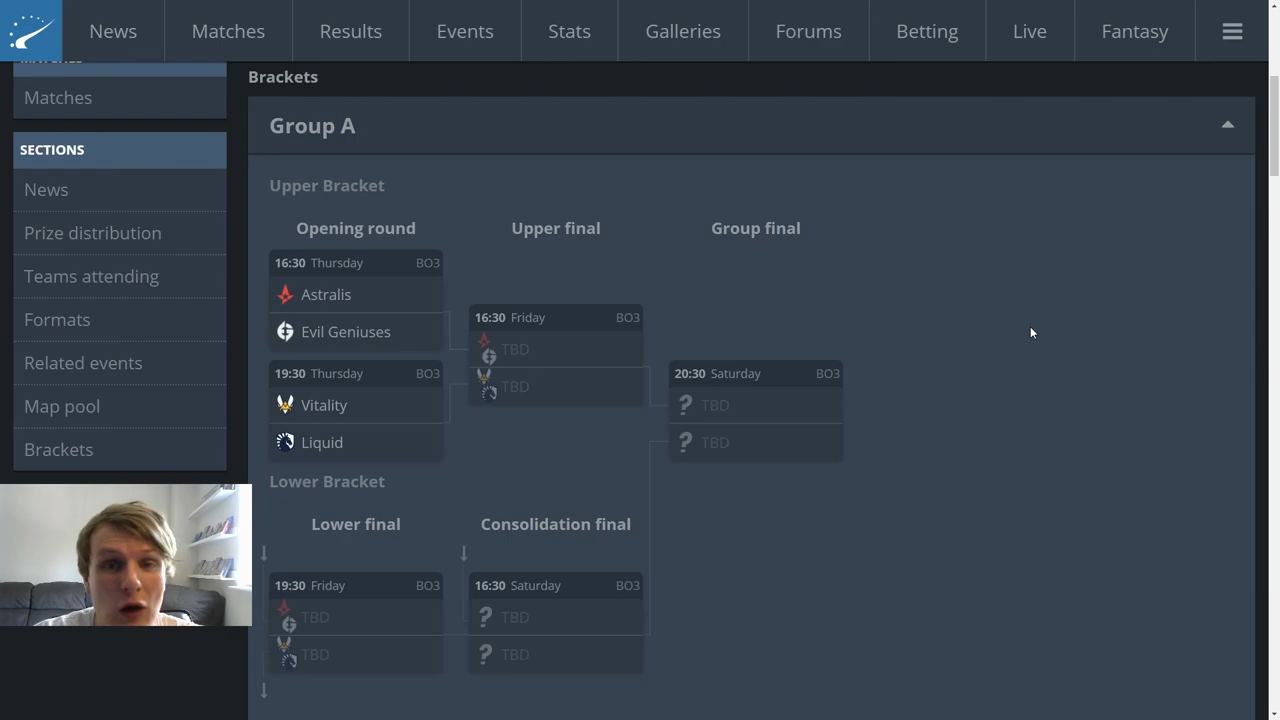 News
Matches
Results
Events
Stats
Galleries
Forums
Betting
Live
Fantasy
Matches
SECTIONS
News
Prize distribution
Teams attending
Formats
Related events
Map pool
Brackets
Brackets
Group A
Upper Bracket
Opening round
Upper final
Group final
16:30 Thursday BO3
Astralis
Evil Geniuses
19:30 Thursday BO3
Vitality
Liquid
16:30 Friday BO3
TBD
TBD
20:30 Saturday BO3
? TBD
? TBD
Lower Bracket
Lower final
Consolidation final
19:30 Friday BO3
TBD
TBD
16:30 Saturday BO3
? TBD
? TBD